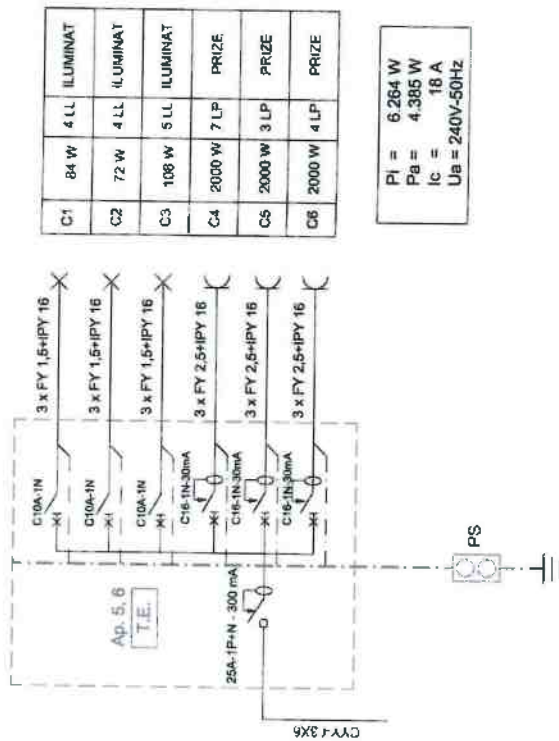 C1 84 W 4 LL ILUMINAT
C2 72 W 4 LL ILUMINAT
C3 108 W 5 LL ILUMINAT
C4 2000 W 7 LP PRIZE
C5 2000 W 3 LP PRIZE
C6 2000 W 4 LP PRIZE
Pi = 6.264 W
Pa = 4.385 W
Ic = 18 A
Ua = 240V-50Hz
3 x FY 1,5+IPY 16
3 x FY 1,5+IPY 16
3 x FY 1,5+IPY 16
3 x FY 2,5+IPY 16
3 x FY 2,5+IPY 16
3 x FY 2,5+IPY 16
C10A-1N
C10A-1N
C10A-1N
C16-1N-30mA
C16-1N-30mA
C16-1N-30mA
Ap. 5, 6
T.E.
25A-1P+N - 300 mA
PS
CYY-f 3X6